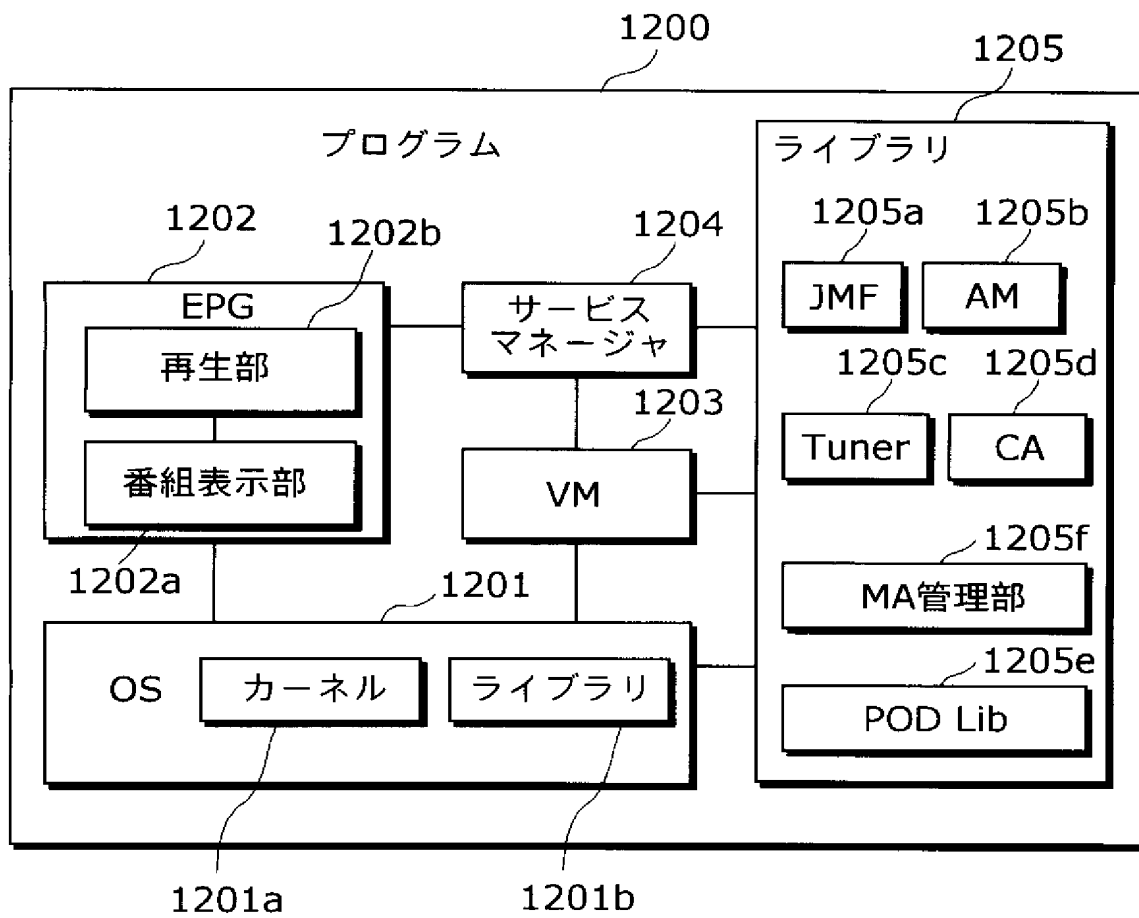 1200
1205
プログラム
ライブラリ
1202
1202b
1204
1205a
1205b
EPG
サービス
マネージャ
JMF
AM
再生部
1203
1205c
1205d
番組表示部
VM
Tuner
CA
1202a
1201
1205f
MA管理部
OS
カーネル
ライブラリ
1205e
POD Lib
1201a
1201b